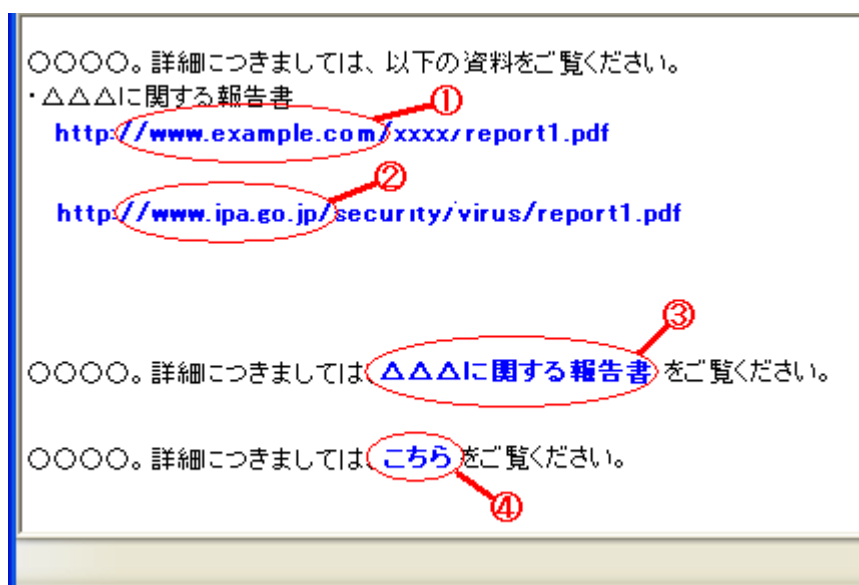 〇〇〇〇。詳細につきましては、以下の資料をご覧ください。
・△△△に関する報告書
①
http://www.example.com/xxxx/report1.pdf
②
http://www.ipa.go.jp/security/virus/report1.pdf
③
〇〇〇〇。詳細につきましては、△△△に関する報告書 をご覧ください。
〇〇〇〇。詳細につきましては、こちら をご覧ください。
④